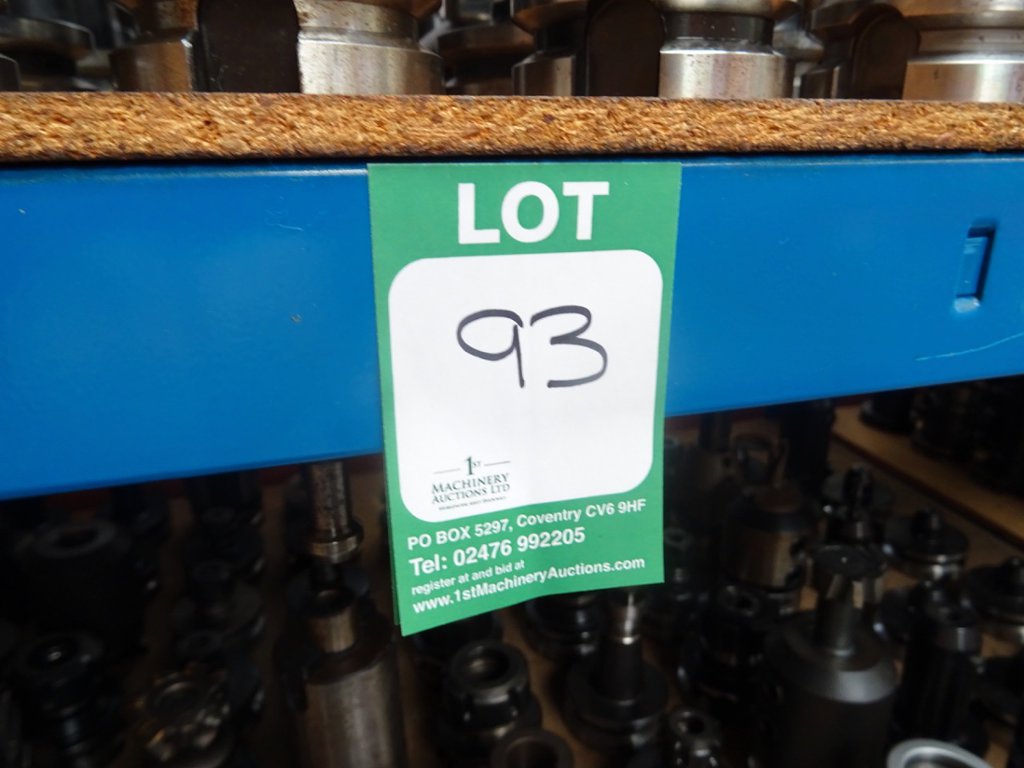 LOT
93
1ST
MACHINERY
AUCTIONS LTD
PO BOX 5297, Coventry CV6 9HF
Tel: 02476 992205
register at and bid at
www.1stMachineryAuctions.com